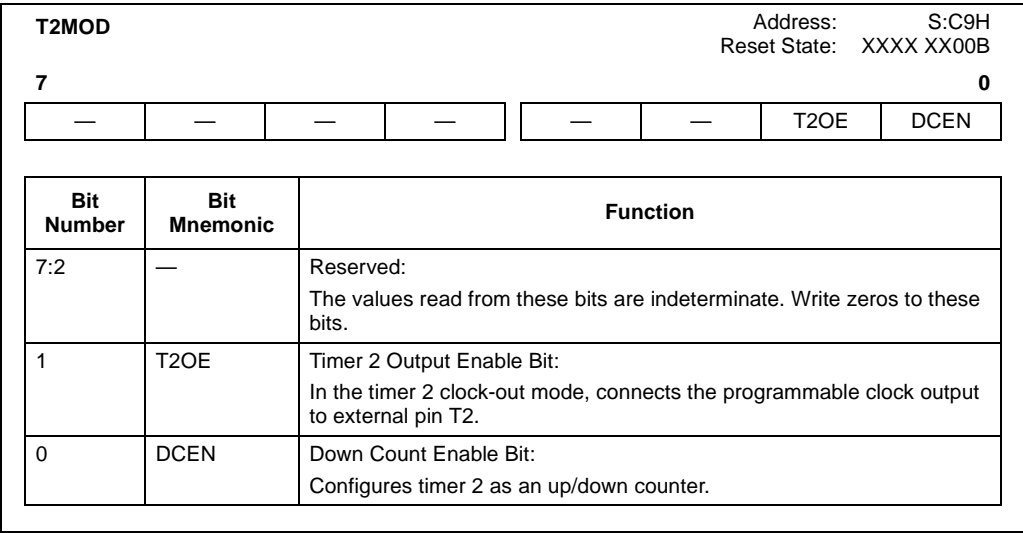 T2MOD Address: S:C9H
Reset State: XXXX XX00B
7 0
— — — — — — T2OE DCEN
Bit Number Bit Mnemonic Function
7:2 — Reserved:
The values read from these bits are indeterminate. Write zeros to these
bits.
1 T2OE Timer 2 Output Enable Bit:
In the timer 2 clock-out mode, connects the programmable clock output
to external pin T2.
0 DCEN Down Count Enable Bit:
Configures timer 2 as an up/down counter.